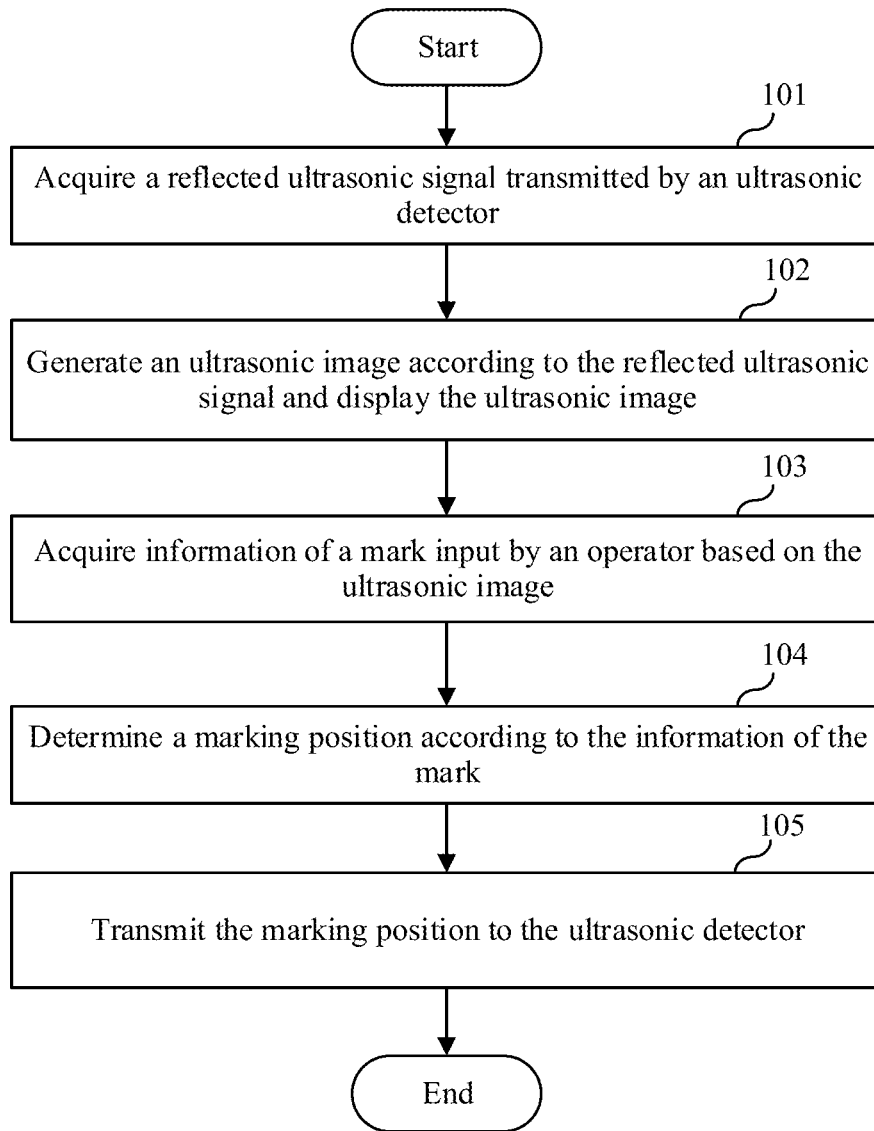 Start
101
Acquire a reflected ultrasonic signal transmitted by an ultrasonic
detector
102
Generate an ultrasonic image according to the reflected ultrasonic
signal and display the ultrasonic image
103
Acquire information of a mark input by an operator based on the
ultrasonic image
104
Determine a marking position according to the information of the
mark
105
Transmit the marking position to the ultrasonic detector
End